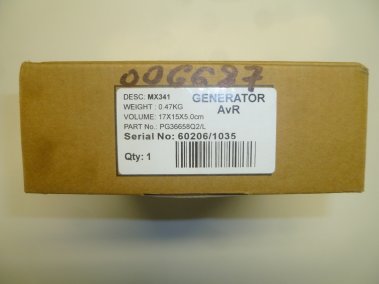 006687
DESC: MX341
GENERATOR
AvR
WEIGHT : 0.47KG
VOLUME: 17X15X5.0cm
PART No.: PG36658Q2/L
Serial No: 60206/1035
Qty: 1